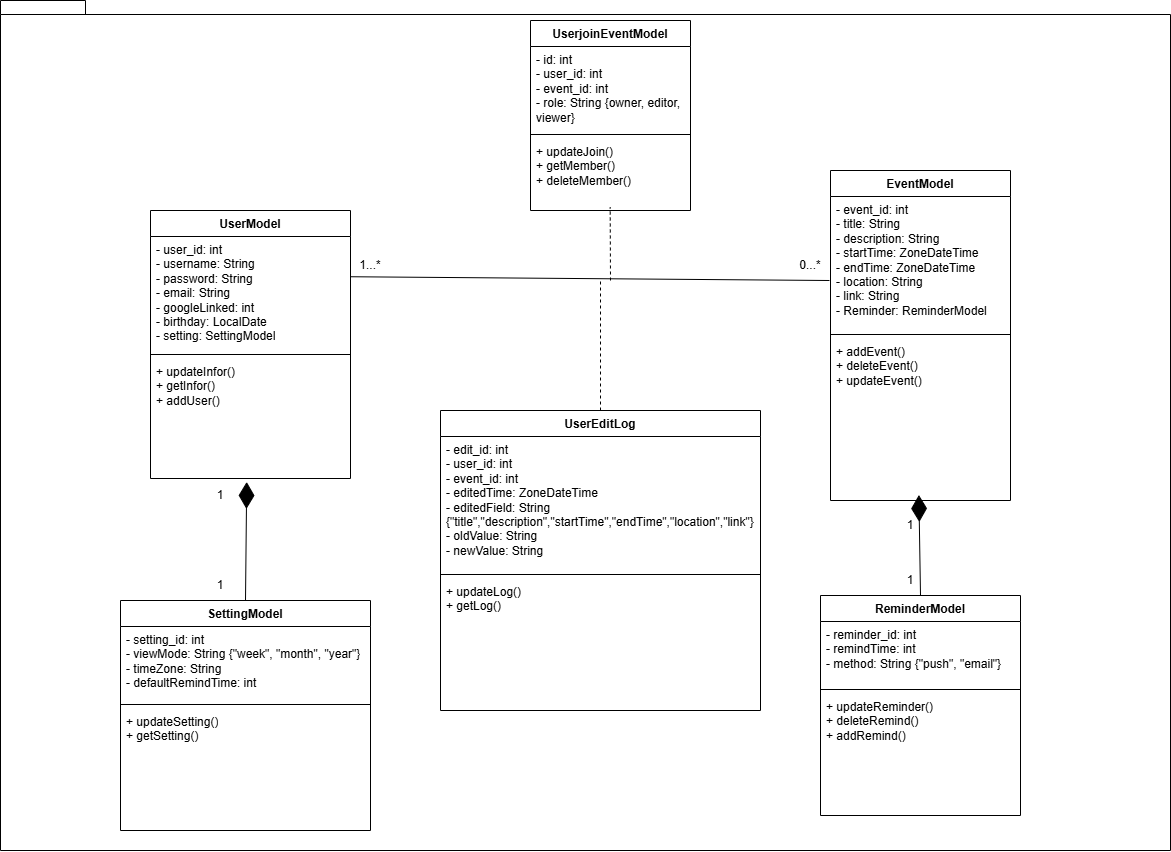 UserjoinEventModel
- id: int
- user_id: int
- event_id: int
- role: String {owner, editor,
viewer}
+ updateJoin()
+ getMember()
+ deleteMember()
UserModel
- user_id: int
- username: String
- password: String
- email: String
- googleLinked: int
- birthday: LocalDate
- setting: SettingModel
+ updateInfor()
+ getInfor()
+ addUser()
1...*
0...*
EventModel
- event_id: int
- title: String
- description: String
- startTime: ZoneDateTime
- endTime: ZoneDateTime
- location: String
- link: String
- Reminder: ReminderModel
+ addEvent()
+ deleteEvent()
+ updateEvent()
UserEditLog
- edit_id: int
- user_id: int
- event_id: int
- editedTime: ZoneDateTime
- editedField: String
{"title","description","startTime","endTime","location","link"}
- oldValue: String
- newValue: String
+ updateLog()
+ getLog()
1
1
SettingModel
- setting_id: int
- viewMode: String {"week", "month", "year"}
- timeZone: String
- defaultRemindTime: int
+ updateSetting()
+ getSetting()
1
1
ReminderModel
- reminder_id: int
- remindTime: int
- method: String {"push", "email"}
+ updateReminder()
+ deleteRemind()
+ addRemind()